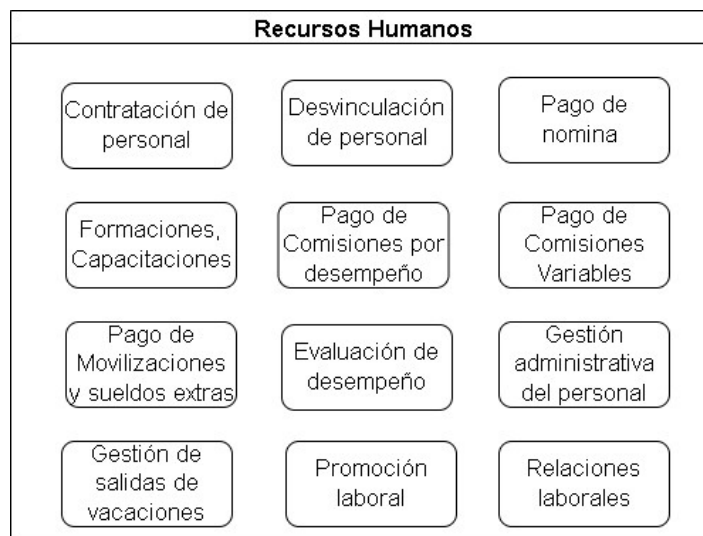 Recursos Humanos
Contratación de
personal
Desvinculación
de personal
Pago de
nomina
Formaciones,
Capacitaciones
Pago de
Comisiones por
desempeño
Pago de
Comisiones
Variables
Pago de
Movilizaciones
y sueldos extras
Evaluación de
desempeño
Gestión
administrativa
del personal
Gestión de
salidas de
vacaciones
Promoción
laboral
Relaciones
laborales